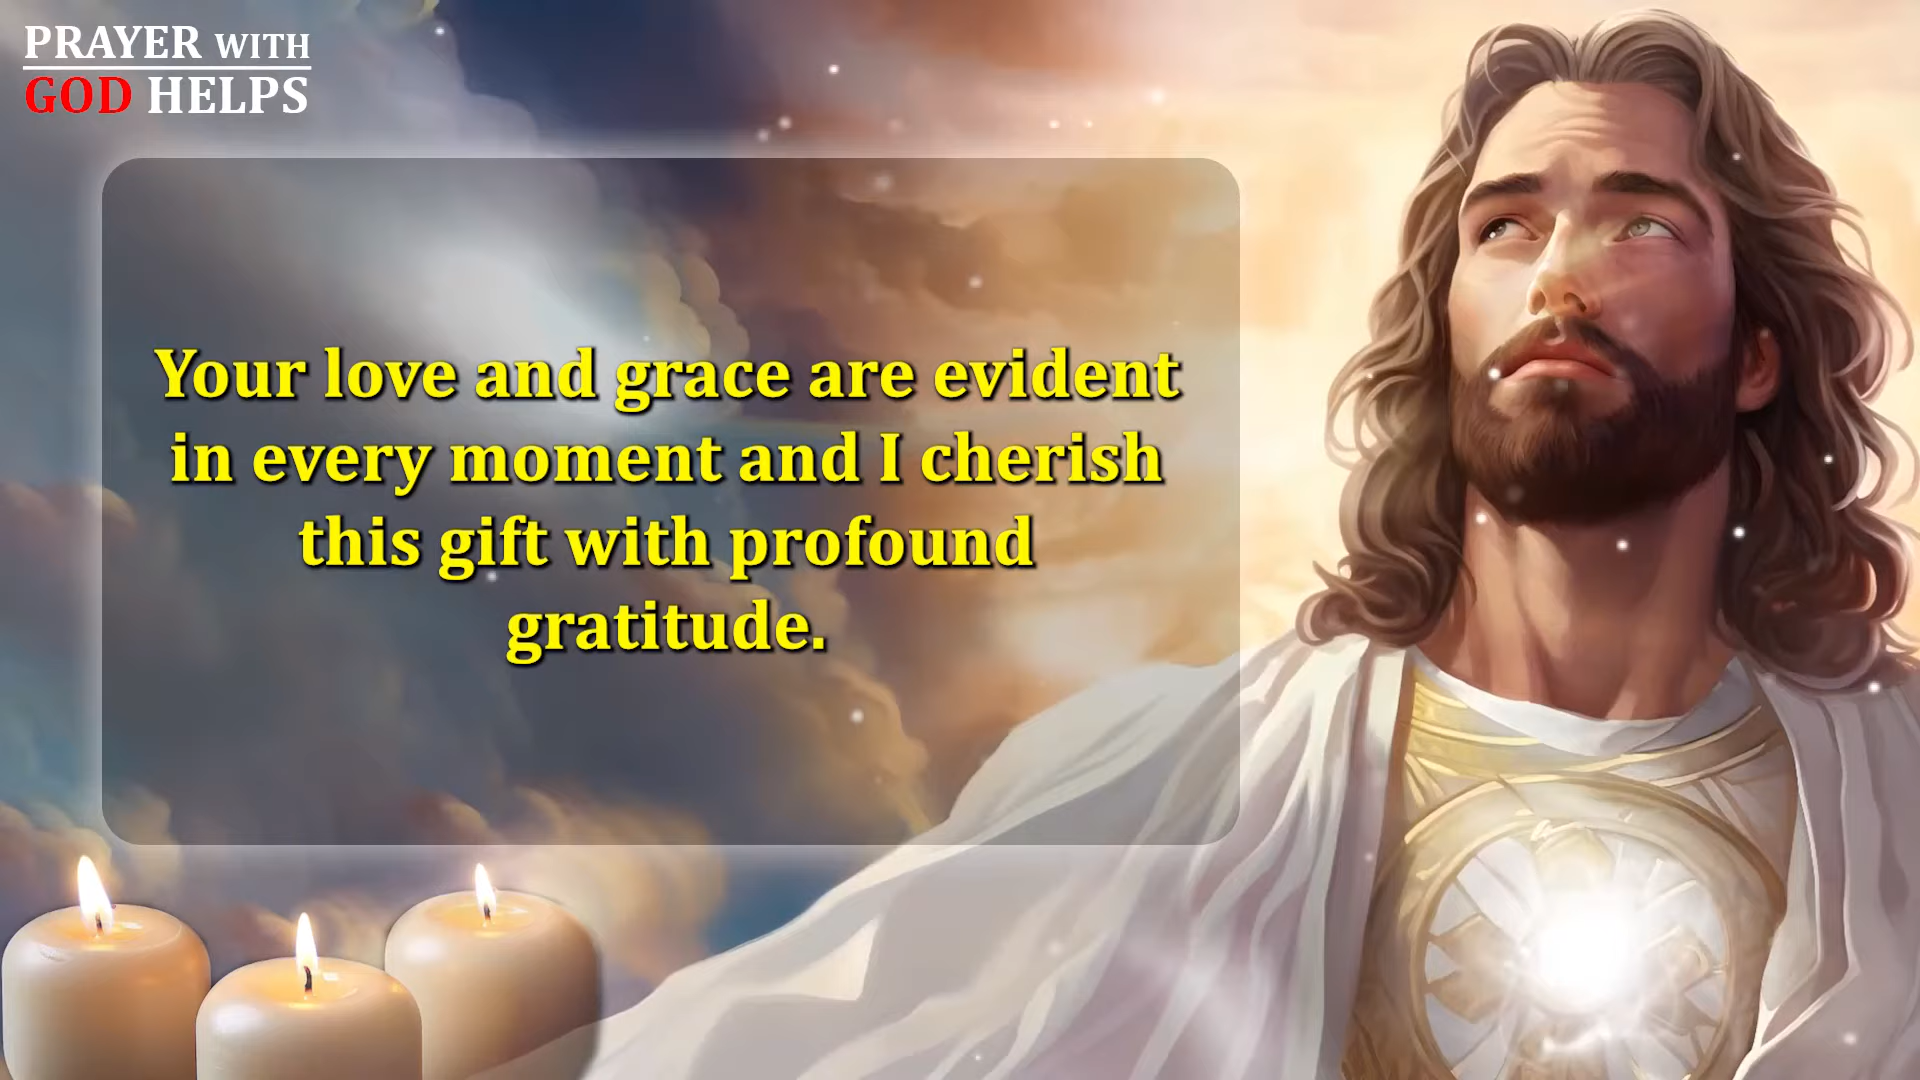 PRAYER WITH
GOD HELPS
Your love and grace are evident
in every moment and I cherish
this gift with profound
gratitude.